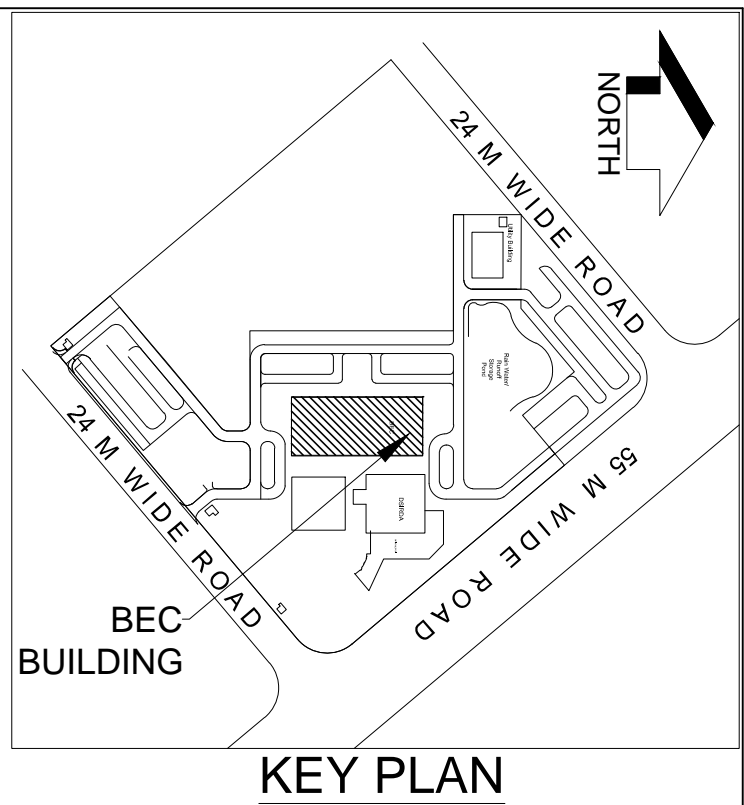 NORTH
24 M WIDE ROAD
Utility Building
Rain Water/
Runoff
Storage
Pond
24 M WIDE ROAD
55 M WIDE ROAD
DSIRDA
BEC
BUILDING
KEY PLAN